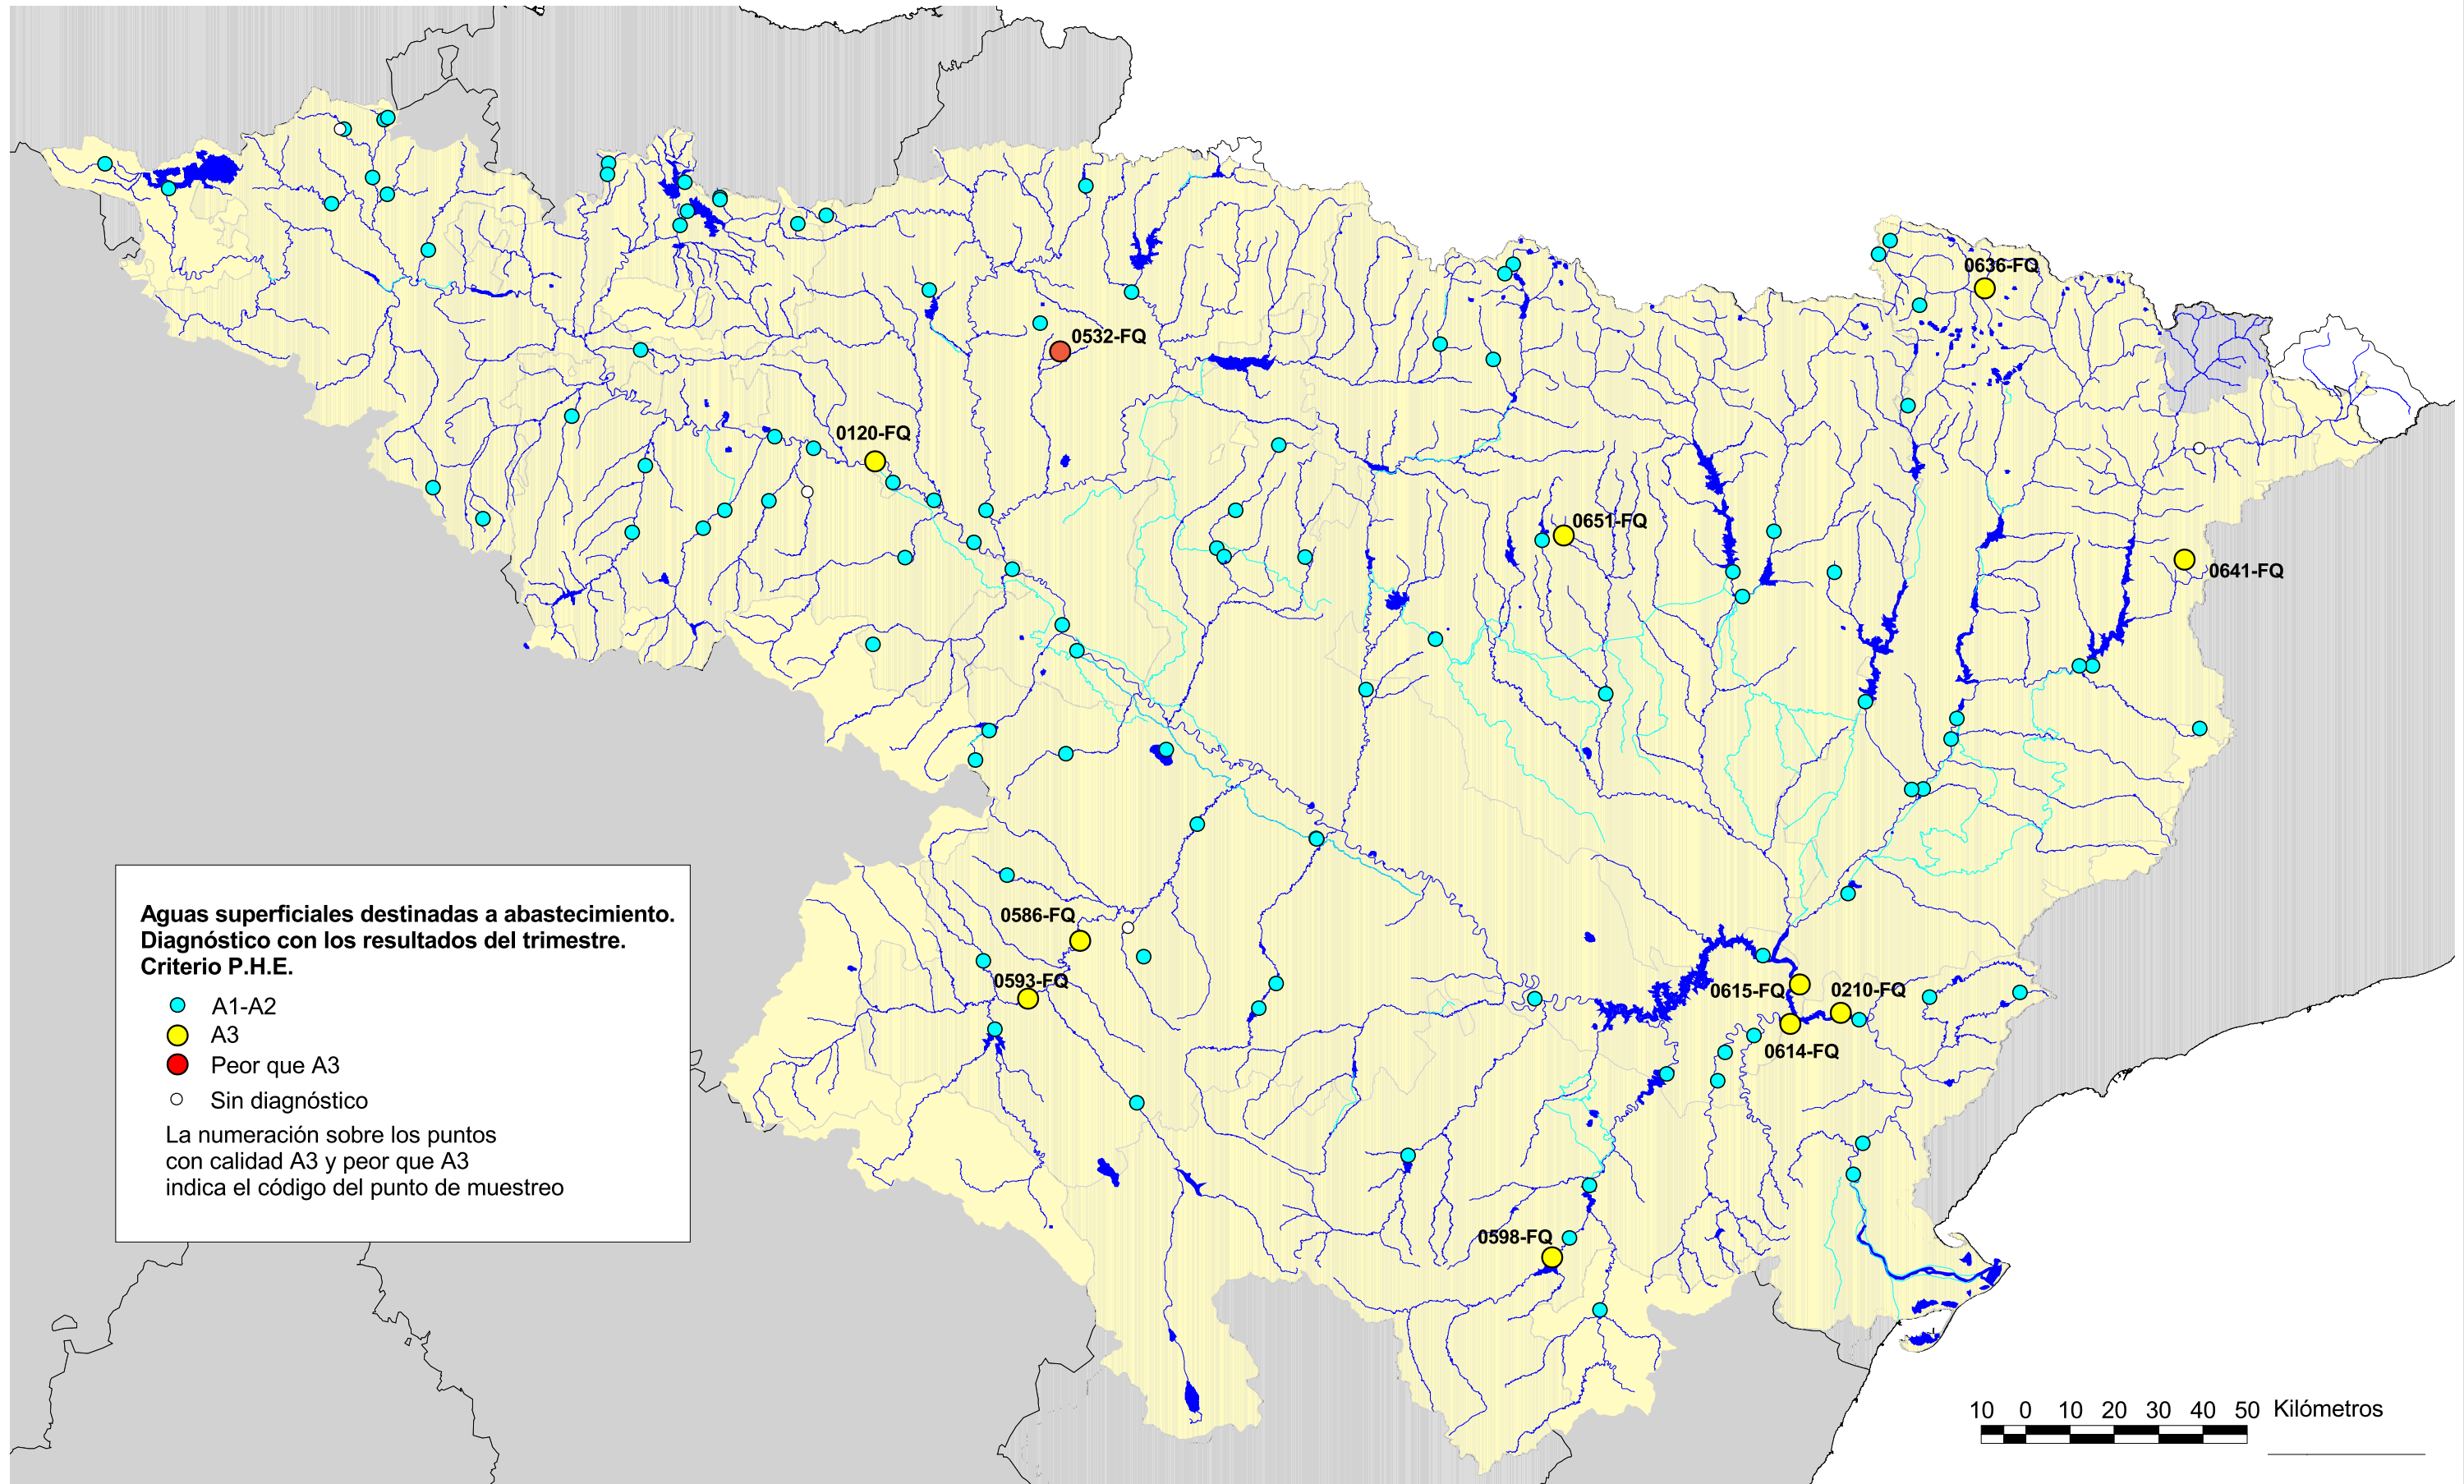 0636-FQ
0532-FQ
0120-FQ
0651-FQ
0641-FQ
0586-FQ
0593-FQ
0615-FQ
0210-FQ
0614-FQ
0598-FQ
Aguas superficiales destinadas a abastecimiento.
Diagnóstico con los resultados del trimestre.
Criterio P.H.E.
A1-A2
A3
Peor que A3
Sin diagnóstico
La numeración sobre los puntos
con calidad A3 y peor que A3
indica el código del punto de muestreo
10 0 10 20 30 40 50 Kilómetros